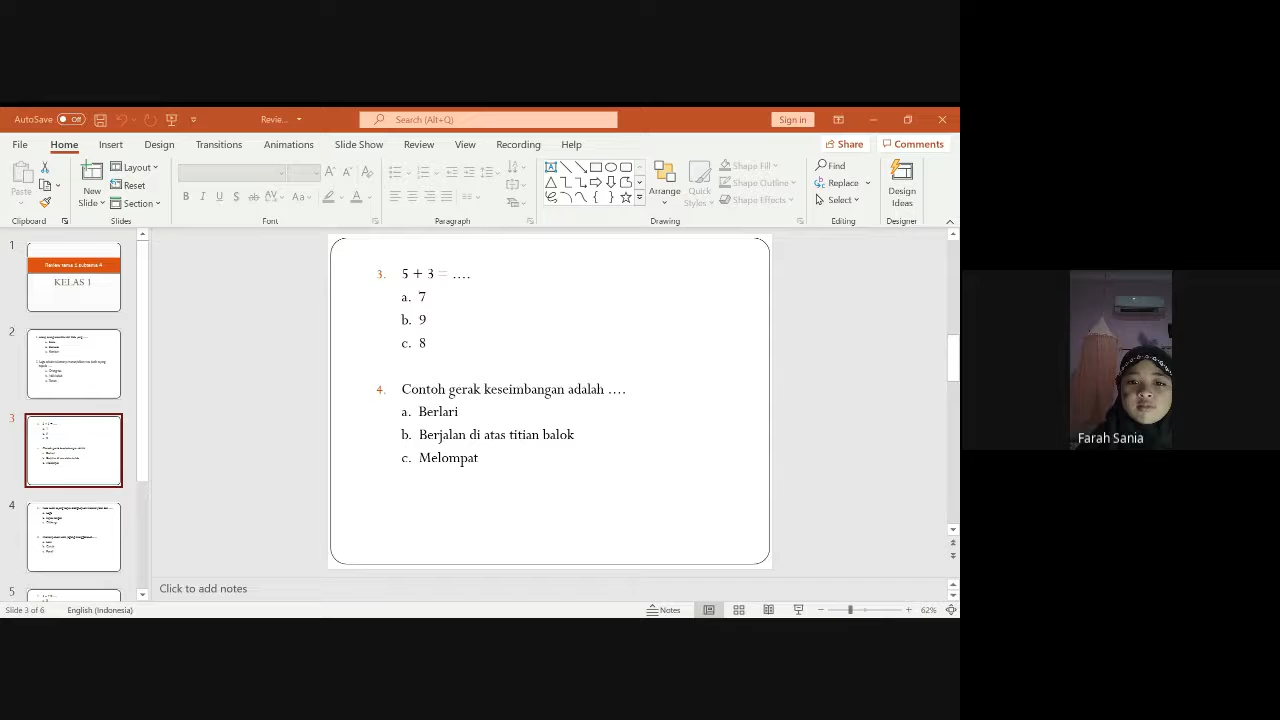 AutoSave Off Revie... Search (Alt+Q) Sign in
File Home Insert Design Transitions Animations Slide Show Review View Recording Help Share Comments
Paste
New Slide
Layout
Reset
Section
B I U S ab AV Aa A
Shape Fill
Shape Outline
Shape Effects
Arrange
Quick Styles
Find
Replace
Select
Design Ideas
Clipboard Slides Font Paragraph Drawing Editing Designer
1
Review tema 1 subtema 4
KELAS 1
2
3
4
5
3. 5 + 3 = ....
a. 7
b. 9
c. 8
4. Contoh gerak keseimbangan adalah ....
a. Berlari
b. Berjalan di atas titian balok
c. Melompat
Click to add notes
Slide 3 of 6 English (Indonesia) Notes 62%
Farah Sania